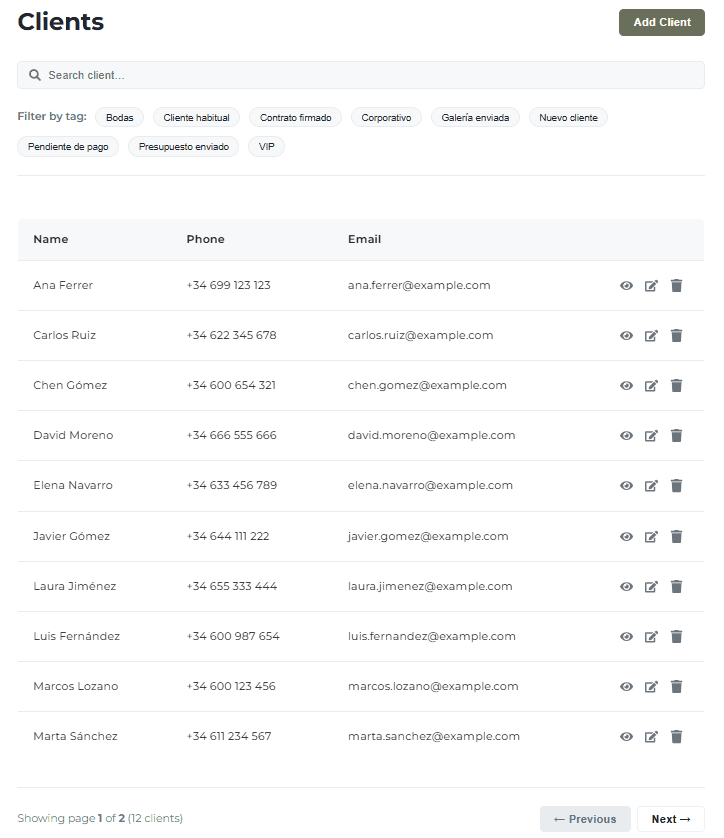 Clients
Add Client
Search client...
Filter by tag: Bodas Cliente habitual Contrato firmado Corporativo Galería enviada Nuevo cliente
Pendiente de pago Presupuesto enviado VIP
Name Phone Email
Ana Ferrer +34 699 123 123 ana.ferrer@example.com
Carlos Ruiz +34 622 345 678 carlos.ruiz@example.com
Chen Gómez +34 600 654 321 chen.gomez@example.com
David Moreno +34 666 555 666 david.moreno@example.com
Elena Navarro +34 633 456 789 elena.navarro@example.com
Javier Gómez +34 644 111 222 javier.gomez@example.com
Laura Jiménez +34 655 333 444 laura.jimenez@example.com
Luis Fernández +34 600 987 654 luis.fernandez@example.com
Marcos Lozano +34 600 123 456 marcos.lozano@example.com
Marta Sánchez +34 611 234 567 marta.sanchez@example.com
Showing page 1 of 2 (12 clients) ← Previous Next →